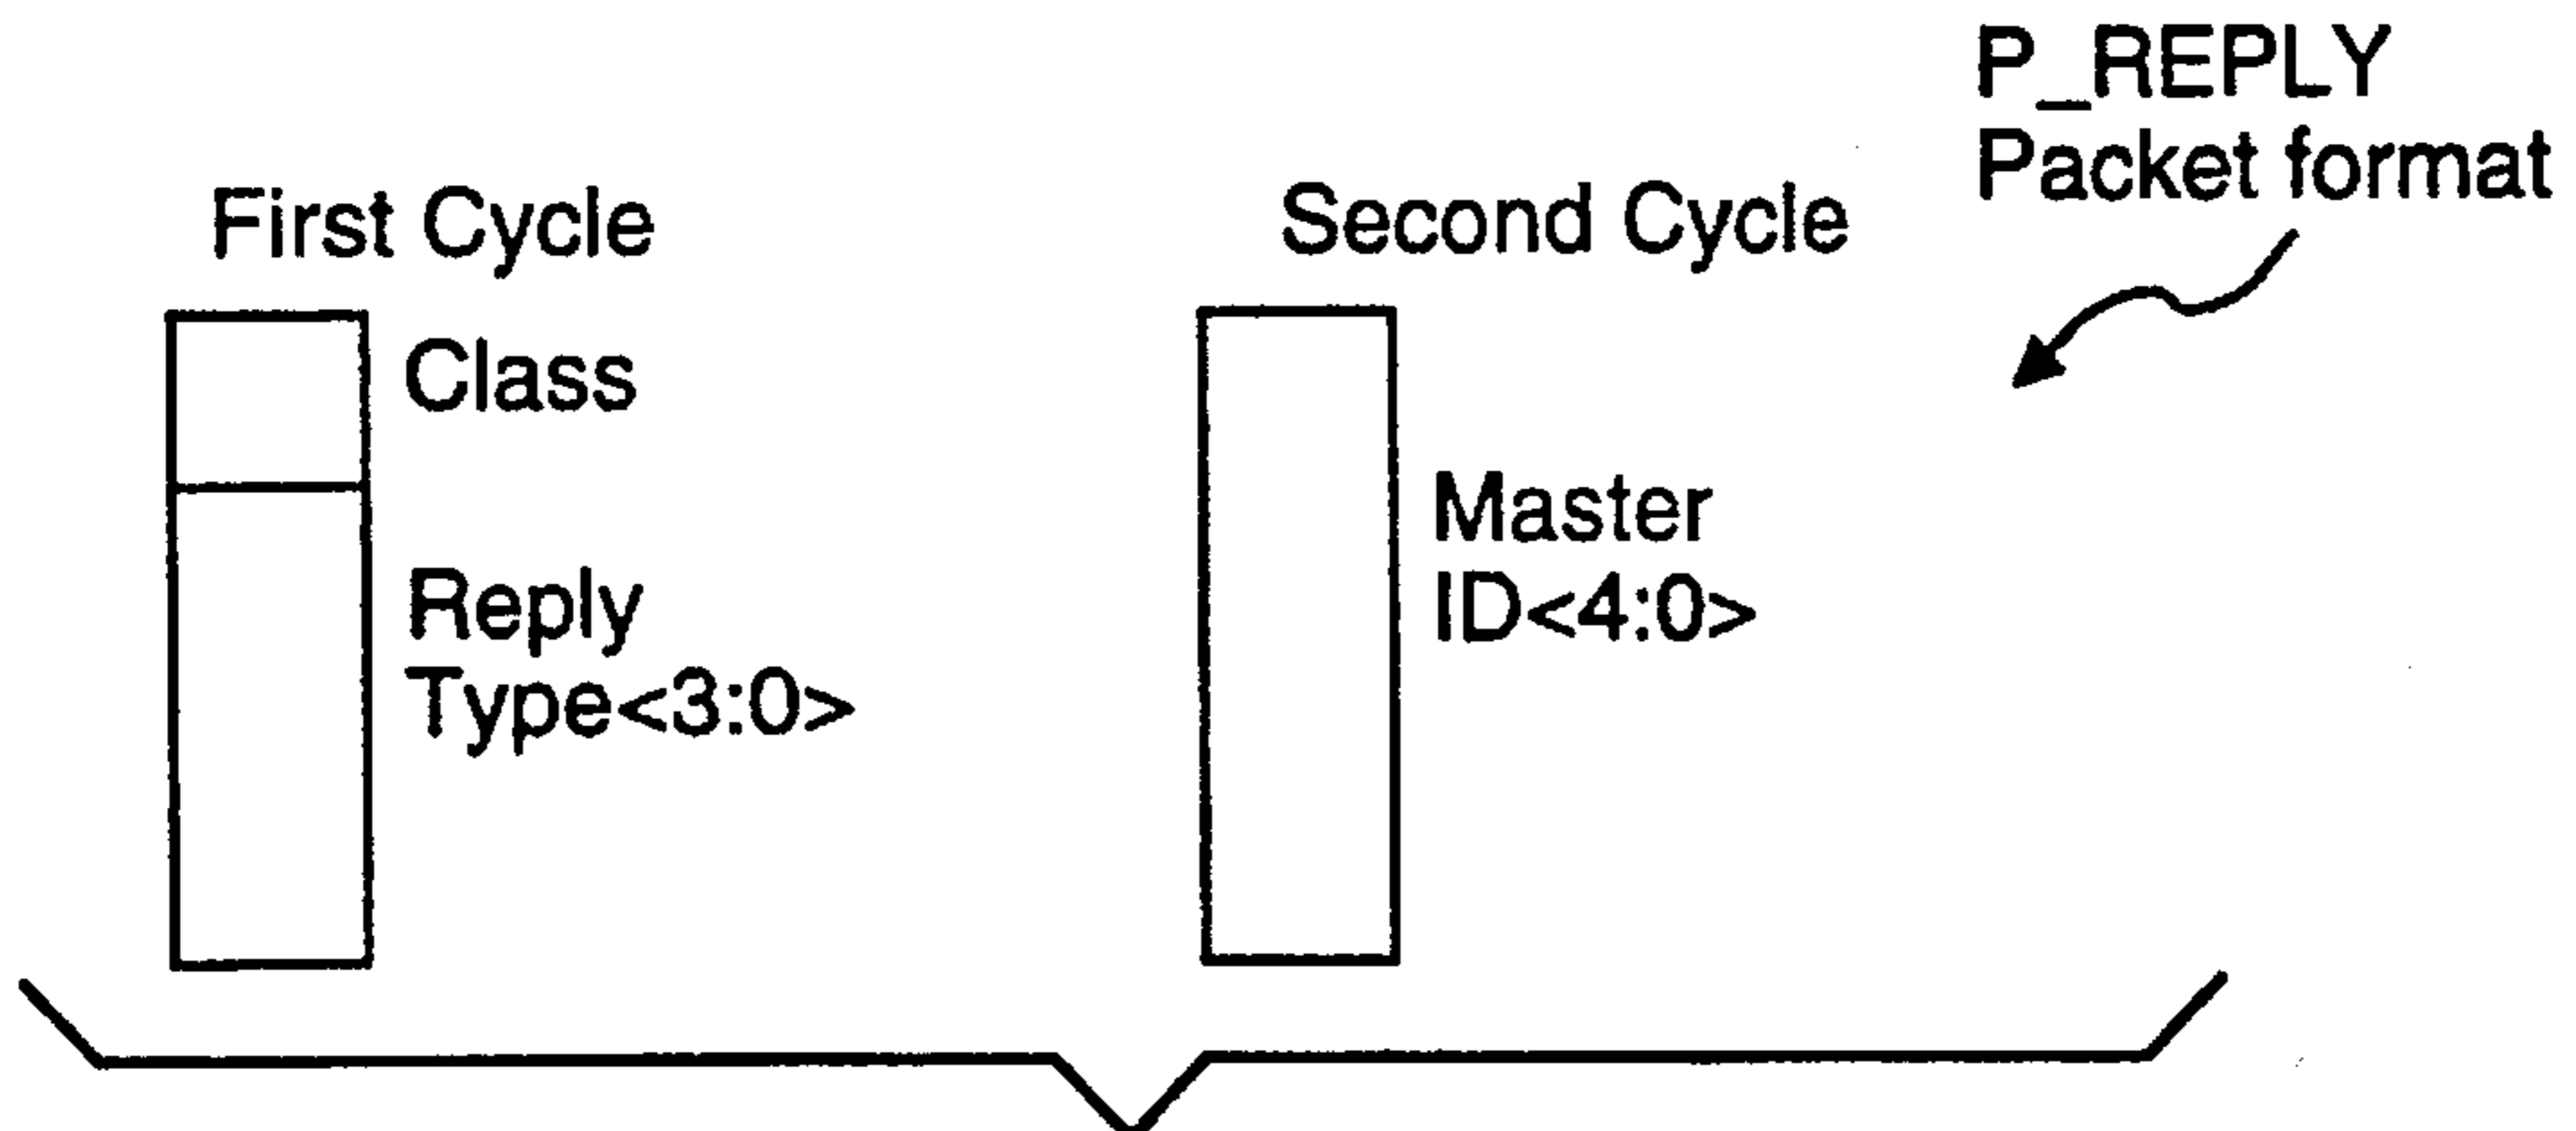 P_REPLY
Packet format
First Cycle
Second Cycle
Class
Reply
Type<3:0>
Master
ID<4:0>